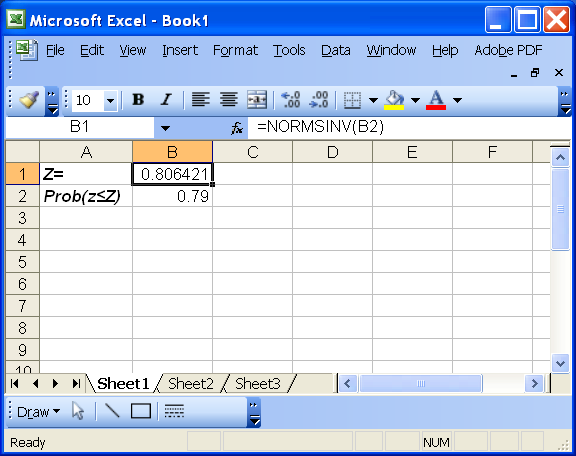 Microsoft Excel - Book1
File Edit View Insert Format Tools Data Window Help Adobe PDF
10 B I
B1 fx =NORMSINV(B2)
A B C D E F
1 Z= 0.806421
2 Prob(z≤Z) 0.79
3
4
5
6
7
8
9
10
Sheet1 Sheet2 Sheet3
Draw
Ready NUM